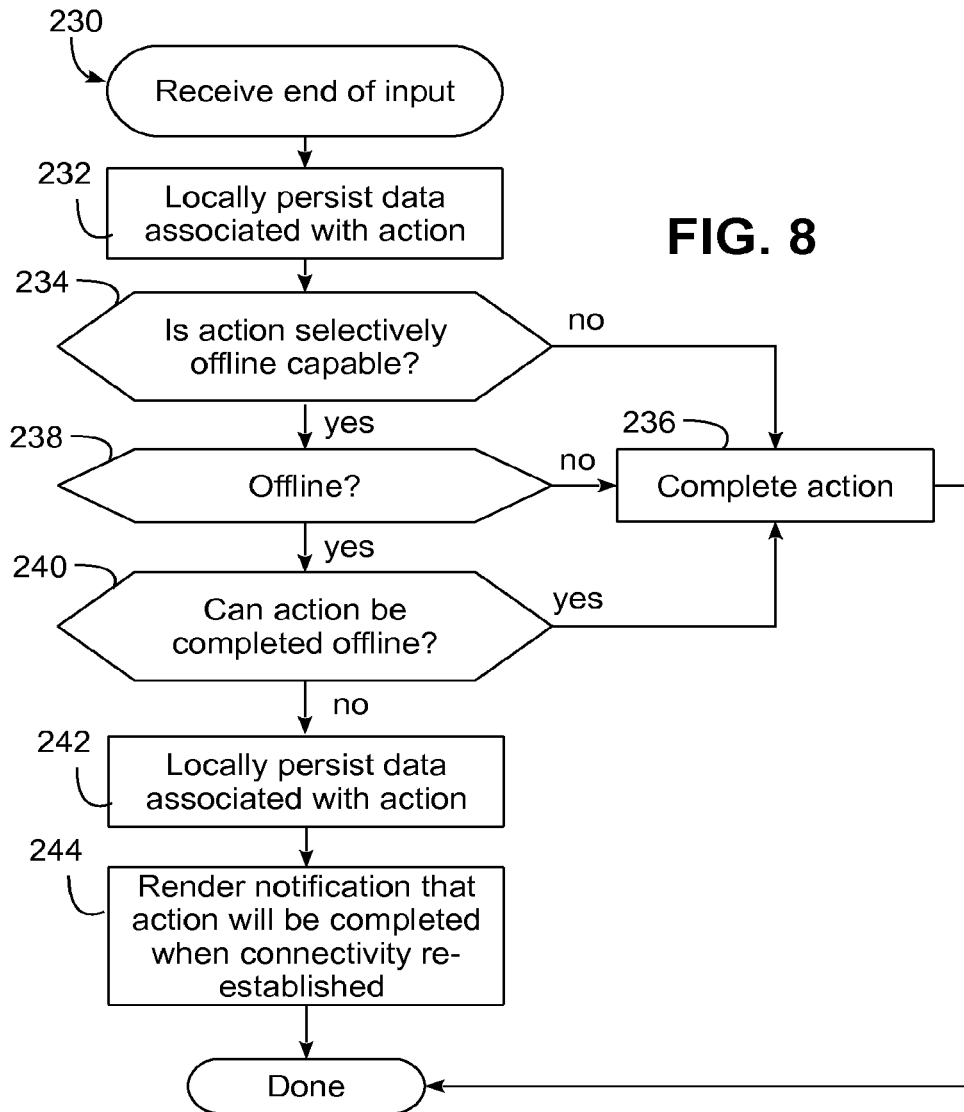 230
Receive end of input
232
Locally persist data
associated with action
FIG. 8
234
Is action selectively
offline capable?
no
yes
238
Offline?
no
236
Complete action
yes
240
Can action be
completed offline?
yes
no
242
Locally persist data
associated with action
244
Render notification that
action will be completed
when connectivity re-
established
Done